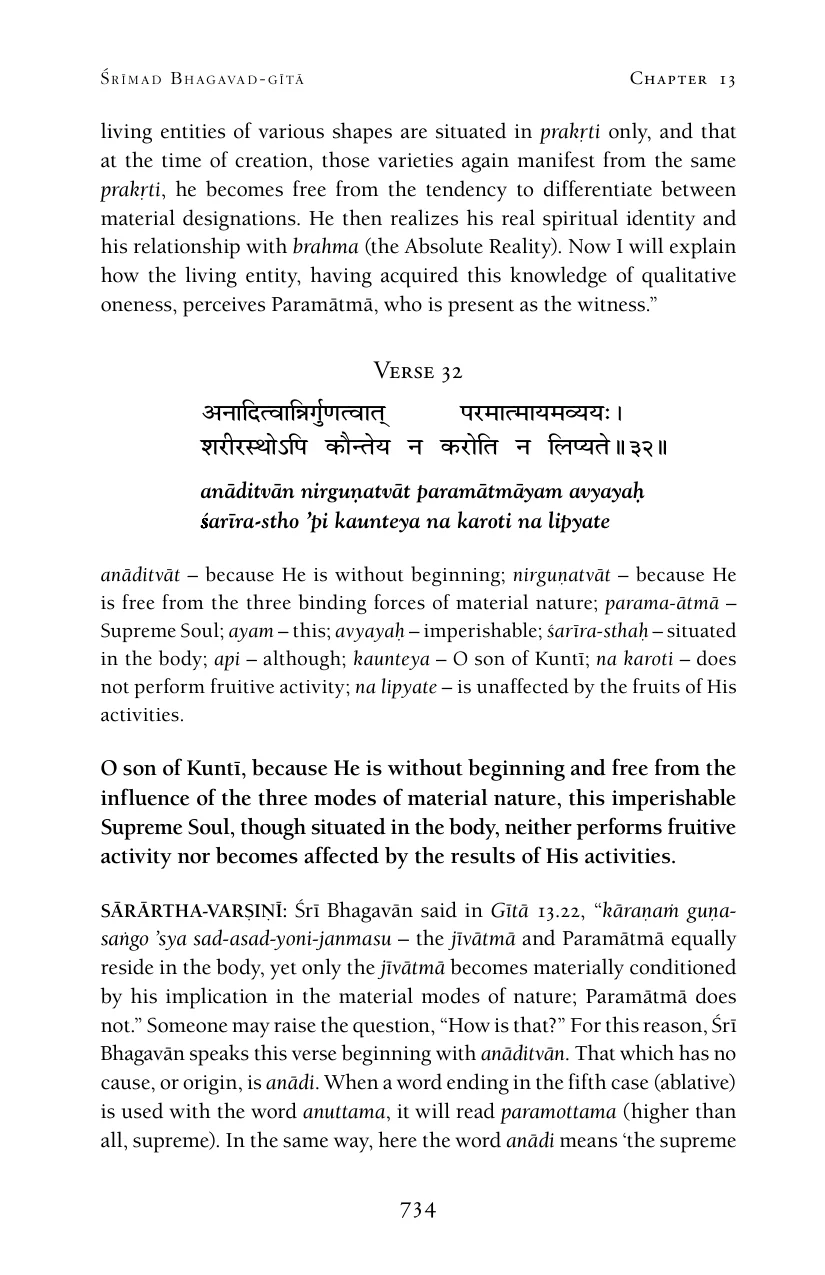 Śrīmad Bhagavad-gītā Chapter 13
living entities of various shapes are situated in prakṛti only, and that
at the time of creation, those varieties again manifest from the same
prakṛti, he becomes free from the tendency to differentiate between
material designations. He then realizes his real spiritual identity and
his relationship with brahma (the Absolute Reality). Now I will explain
how the living entity, having acquired this knowledge of qualitative
oneness, perceives Paramātmā, who is present as the witness.”
Verse 32
अनादित्वान्निर्गुणत्वात् परमात्मायमव्ययः।
शरीरस्थोऽपि कौन्तेय न करोति न लिप्यते॥३२॥
anāditvān nirguṇatvāt paramātmāyam avyayaḥ
śarīra-stho ’pi kaunteya na karoti na lipyate
anāditvāt – because He is without beginning; nirguṇatvāt – because He
is free from the three binding forces of material nature; parama-ātmā –
Supreme Soul; ayam – this; avyayaḥ – imperishable; śarīra-sthaḥ – situated
in the body; api – although; kaunteya – O son of Kuntī; na karoti – does
not perform fruitive activity; na lipyate – is unaffected by the fruits of His
activities.
O son of Kuntī, because He is without beginning and free from the
influence of the three modes of material nature, this imperishable
Supreme Soul, though situated in the body, neither performs fruitive
activity nor becomes affected by the results of His activities.
SĀRĀRTHA-VARṢIṆĪ: Śrī Bhagavān said in Gītā 13.22, “kāraṇaṁ guṇa-
saṅgo ’sya sad-asad-yoni-janmasu – the jīvātmā and Paramātmā equally
reside in the body, yet only the jīvātmā becomes materially conditioned
by his implication in the material modes of nature; Paramātmā does
not.” Someone may raise the question, “How is that?” For this reason, Śrī
Bhagavān speaks this verse beginning with anāditvān. That which has no
cause, or origin, is anādi. When a word ending in the fifth case (ablative)
is used with the word anuttama, it will read paramottama (higher than
all, supreme). In the same way, here the word anādi means ‘the supreme
734